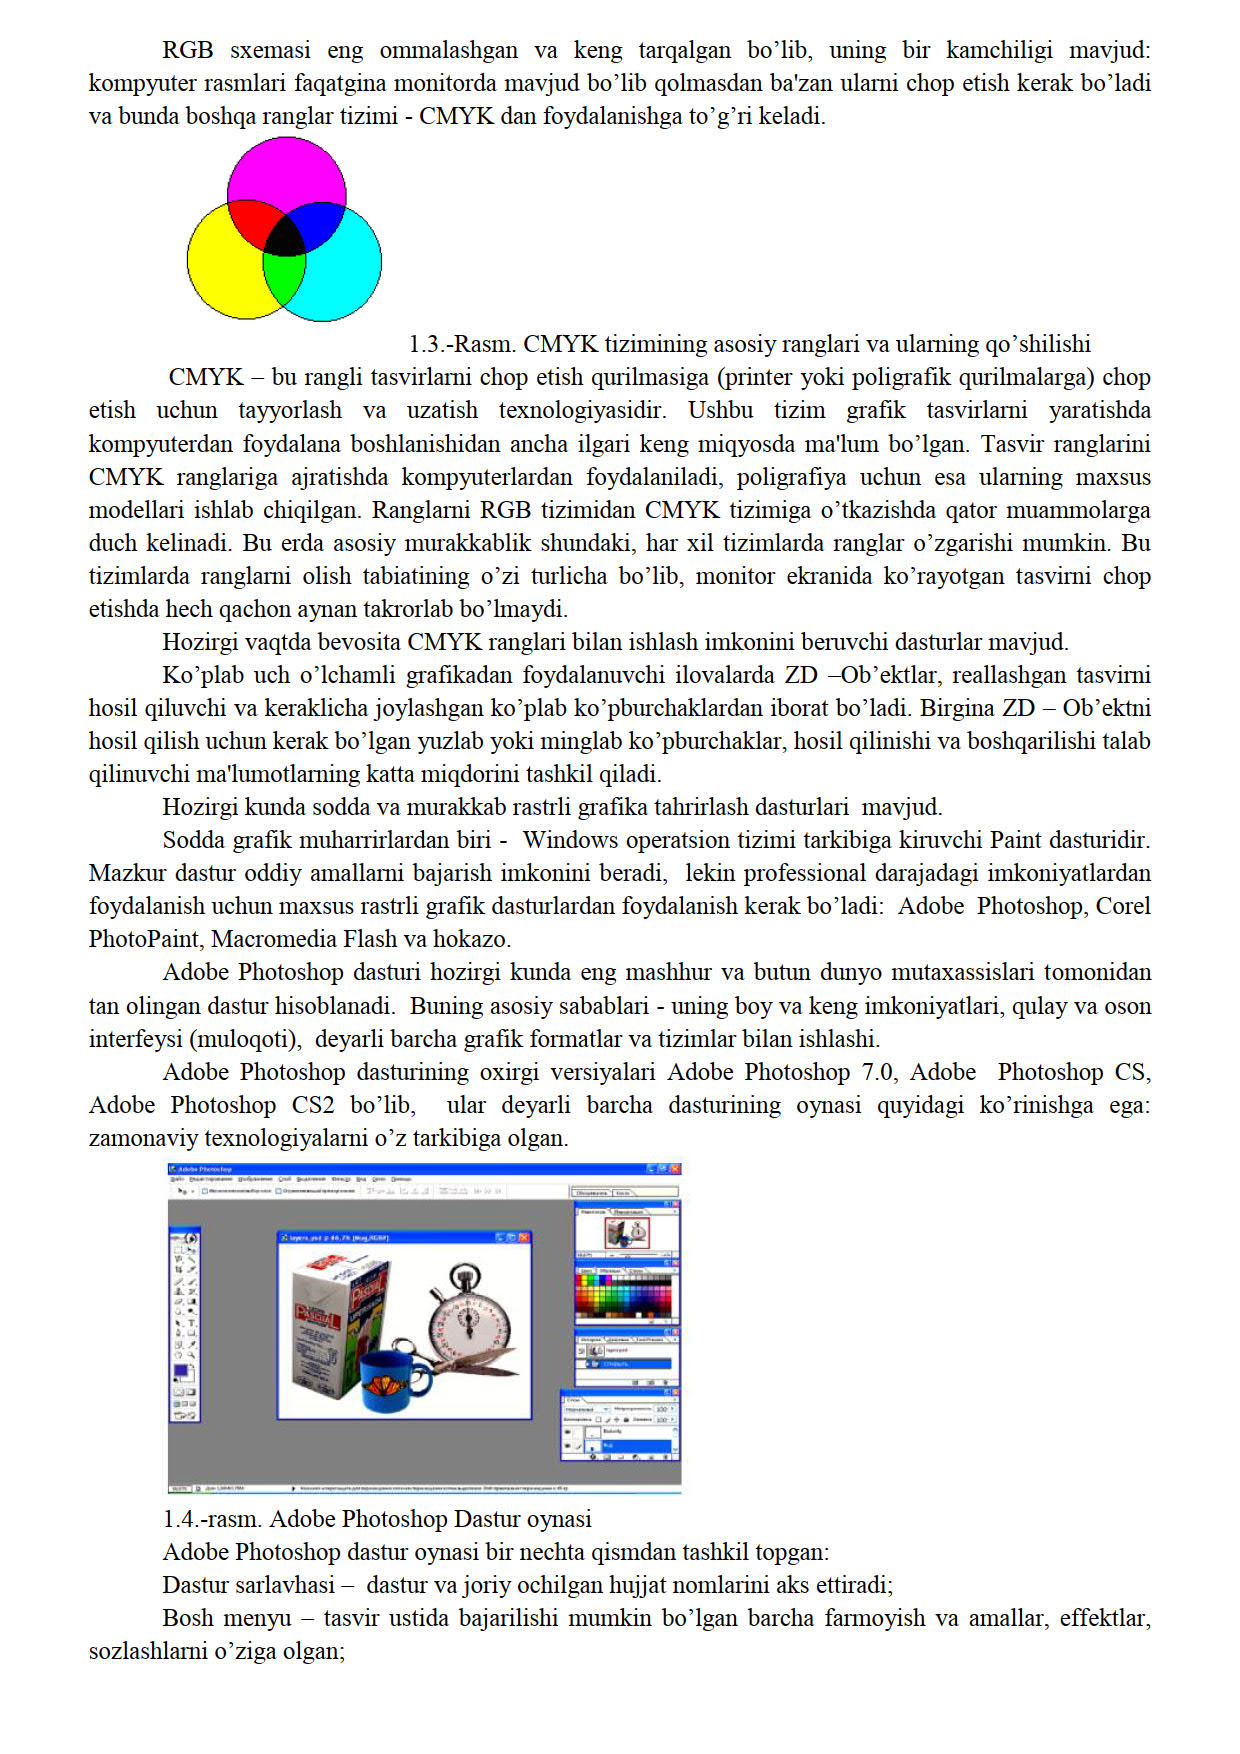 RGB sxemasi eng ommalashgan va keng tarqalgan bo’lib, uning bir kamchiligi mavjud:
kompyuter rasmlari faqatgina monitorda mavjud bo’lib qolmasdan ba'zan ularni chop etish kerak bo’ladi
va bunda boshqa ranglar tizimi - CMYK dan foydalanishga to’g’ri keladi.
1.3.-Rasm. CMYK tizimining asosiy ranglari va ularning qo’shilishi
CMYK – bu rangli tasvirlarni chop etish qurilmasiga (printer yoki poligrafik qurilmalarga) chop
etish uchun tayyorlash va uzatish texnologiyasidir. Ushbu tizim grafik tasvirlarni yaratishda
kompyuterdan foydalana boshlanishidan ancha ilgari keng miqyosda ma'lum bo’lgan. Tasvir ranglarini
CMYK ranglariga ajratishda kompyuterlardan foydalaniladi, poligrafiya uchun esa ularning maxsus
modellari ishlab chiqilgan. Ranglarni RGB tizimidan CMYK tizimiga o’tkazishda qator muammolarga
duch kelinadi. Bu erda asosiy murakkablik shundaki, har xil tizimlarda ranglar o’zgarishi mumkin. Bu
tizimlarda ranglarni olish tabiatining o’zi turlicha bo’lib, monitor ekranida ko’rayotgan tasvirni chop
etishda hech qachon aynan takrorlab bo’lmaydi.
Hozirgi vaqtda bevosita CMYK ranglari bilan ishlash imkonini beruvchi dasturlar mavjud.
Ko’plab uch o’lchamli grafikadan foydalanuvchi ilovalarda ZD –Ob’ektlar, reallashgan tasvirni
hosil qiluvchi va keraklicha joylashgan ko’plab ko’pburchaklardan iborat bo’ladi. Birgina ZD – Ob’ektni
hosil qilish uchun kerak bo’lgan yuzlab yoki minglab ko’pburchaklar, hosil qilinishi va boshqarilishi talab
qilinuvchi ma'lumotlarning katta miqdorini tashkil qiladi.
Hozirgi kunda sodda va murakkab rastrli grafika tahrirlash dasturlari mavjud.
Sodda grafik muharrirlardan biri - Windows operatsion tizimi tarkibiga kiruvchi Paint dasturidir.
Mazkur dastur oddiy amallarni bajarish imkonini beradi, lekin professional darajadagi imkoniyatlardan
foydalanish uchun maxsus rastrli grafik dasturlardan foydalanish kerak bo’ladi: Adobe Photoshop, Corel
PhotoPaint, Macromedia Flash va hokazo.
Adobe Photoshop dasturi hozirgi kunda eng mashhur va butun dunyo mutaxassislari tomonidan
tan olingan dastur hisoblanadi. Buning asosiy sabablari - uning boy va keng imkoniyatlari, qulay va oson
interfeysi (muloqoti), deyarli barcha grafik formatlar va tizimlar bilan ishlashi.
Adobe Photoshop dasturining oxirgi versiyalari Adobe Photoshop 7.0, Adobe Photoshop CS,
Adobe Photoshop CS2 bo’lib, ular deyarli barcha dasturining oynasi quyidagi ko’rinishga ega:
zamonaviy texnologiyalarni o’z tarkibiga olgan.
Adobe Photoshop
PASCUAL
1.4.-rasm. Adobe Photoshop Dastur oynasi
Adobe Photoshop dastur oynasi bir nechta qismdan tashkil topgan:
Dastur sarlavhasi – dastur va joriy ochilgan hujjat nomlarini aks ettiradi;
Bosh menyu – tasvir ustida bajarilishi mumkin bo’lgan barcha farmoyish va amallar, effektlar,
sozlashlarni o’ziga olgan;